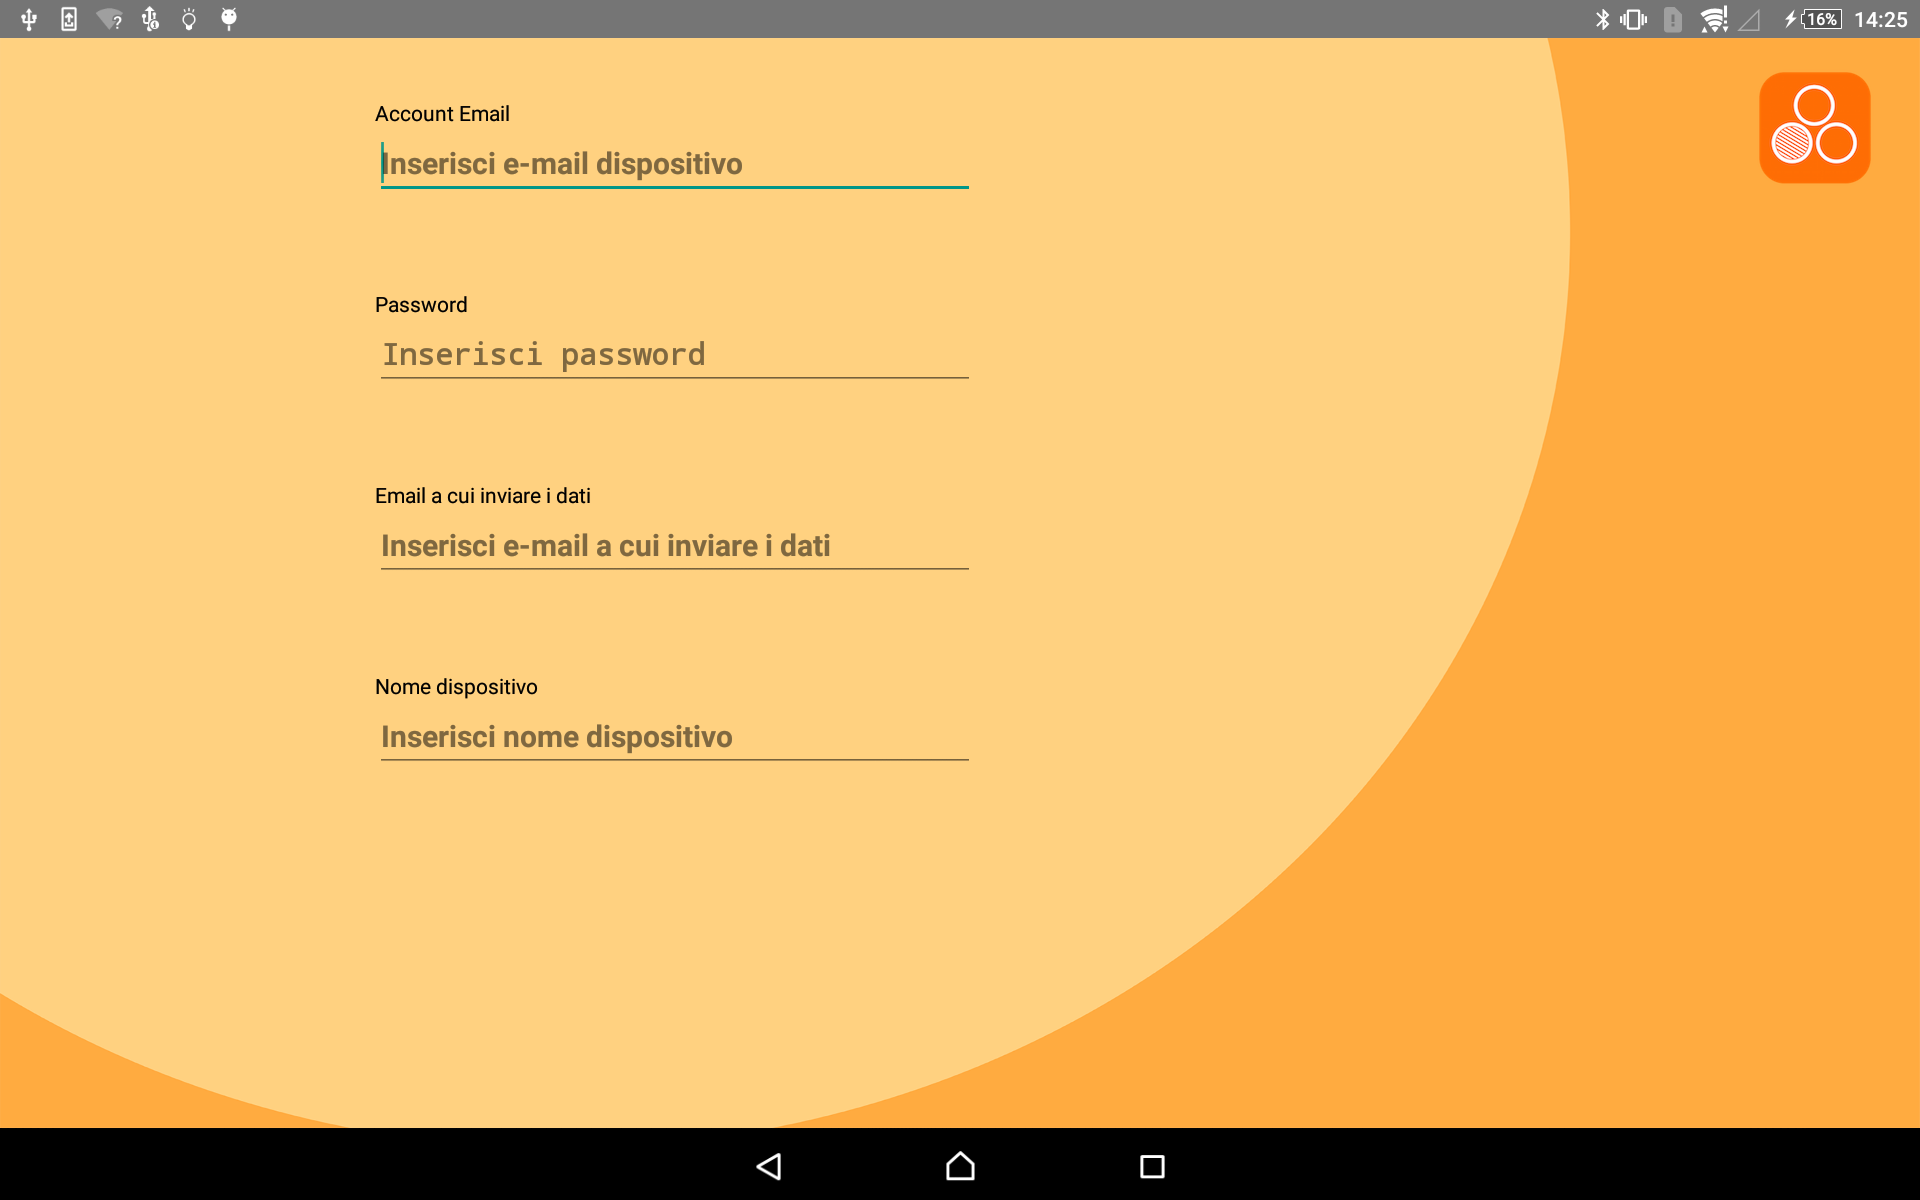 16% 14:25
Account Email
Inserisci e-mail dispositivo
Password
Inserisci password
Email a cui inviare i dati
Inserisci e-mail a cui inviare i dati
Nome dispositivo
Inserisci nome dispositivo